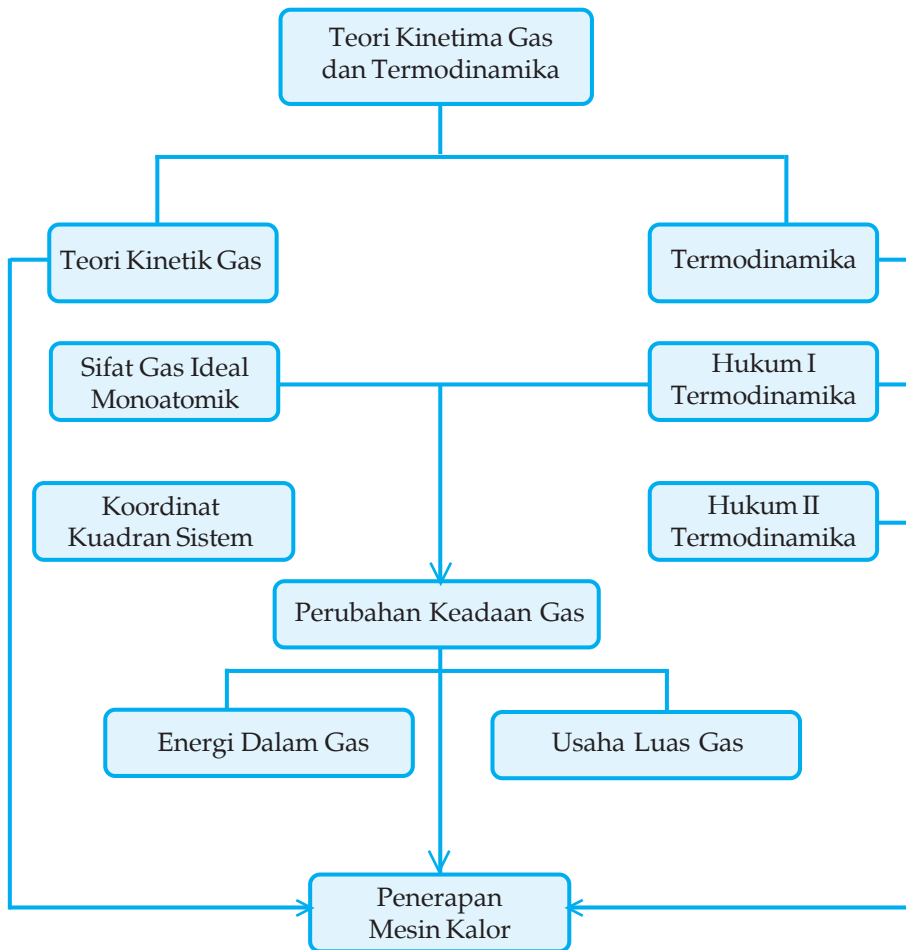 Teori Kinetima Gas
dan Termodinamika
Teori Kinetik Gas
Termodinamika
Sifat Gas Ideal
Monoatomik
Hukum I
Termodinamika
Koordinat
Kuadran Sistem
Hukum II
Termodinamika
Perubahan Keadaan Gas
Energi Dalam Gas
Usaha Luas Gas
Penerapan
Mesin Kalor